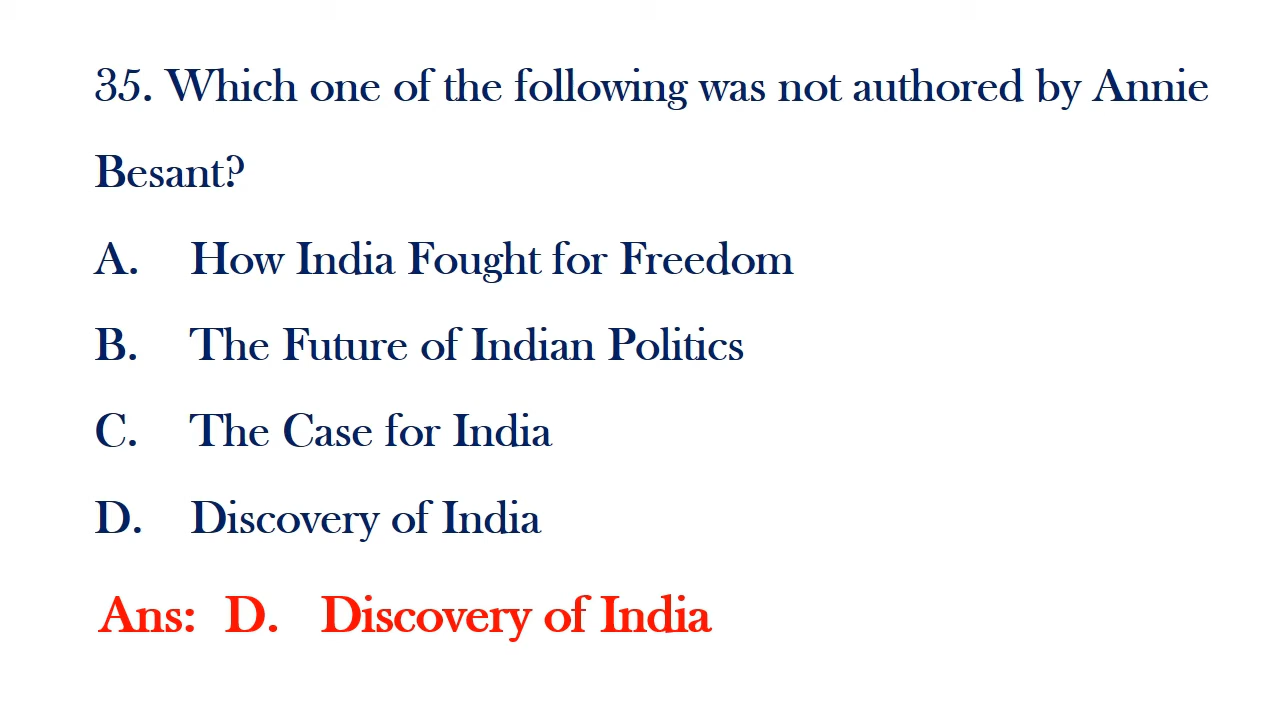 35. Which one of the following was not authored by Annie
Besant?
A. How India Fought for Freedom
B. The Future of Indian Politics
C. The Case for India
D. Discovery of India
Ans: D. Discovery of India